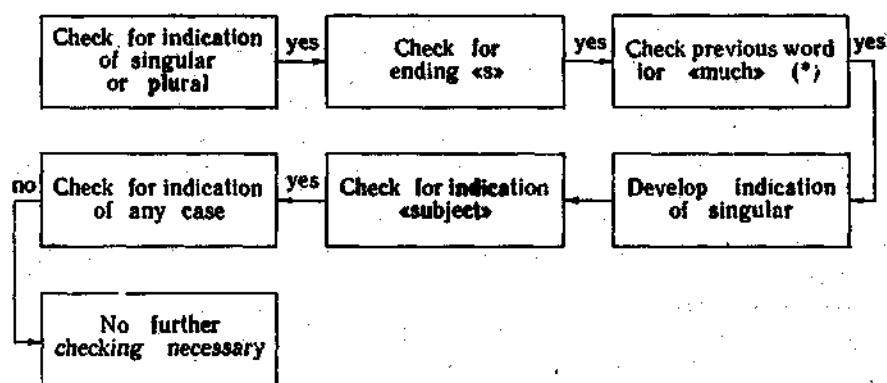 Check for indication
of singular
or plural
yes
Check for
ending «s»
yes
Check previous word
for «much» (*)
yes
Develop indication
of singular
Check for indication
«subject»
yes
Check for indication
of any case
no
No further
checking necessary